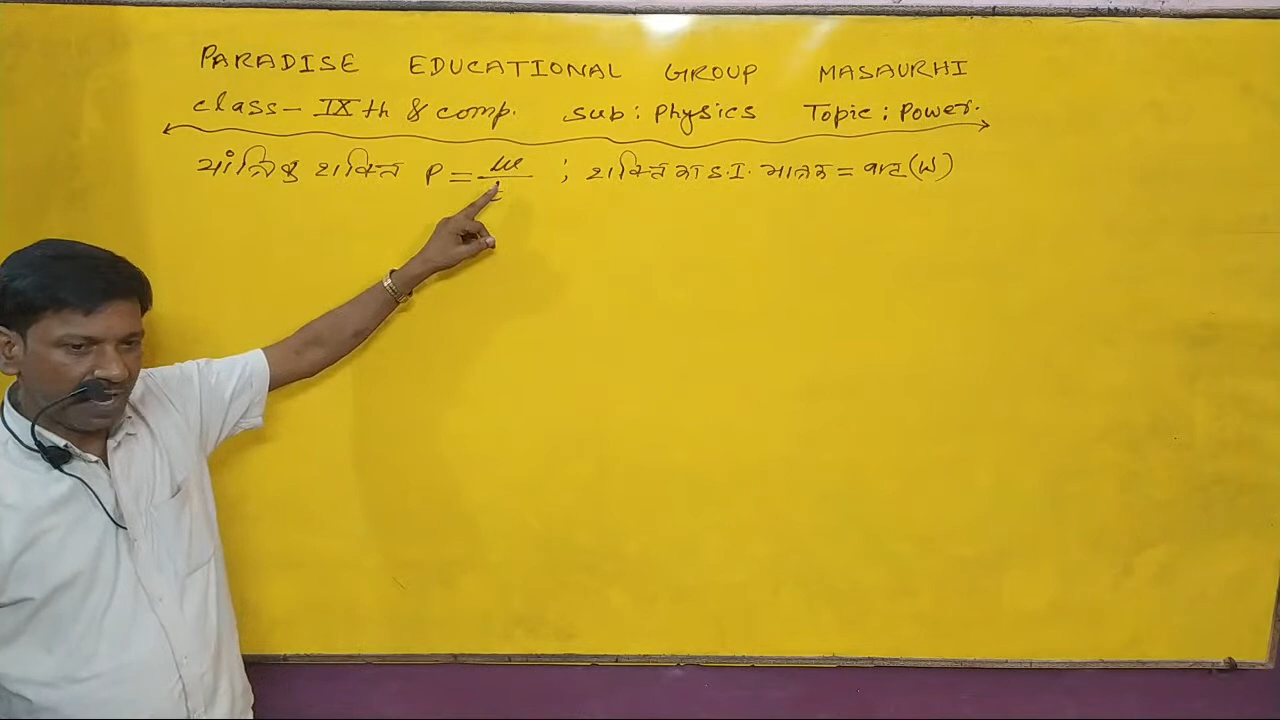 PARADISE EDUCATIONAL GROUP MASAURHI
class- IXth & comp. sub: physics Topic: Power.
यांत्रिक शक्ति P = W/t ; शक्ति का S.I. मात्रक = वाट (W)